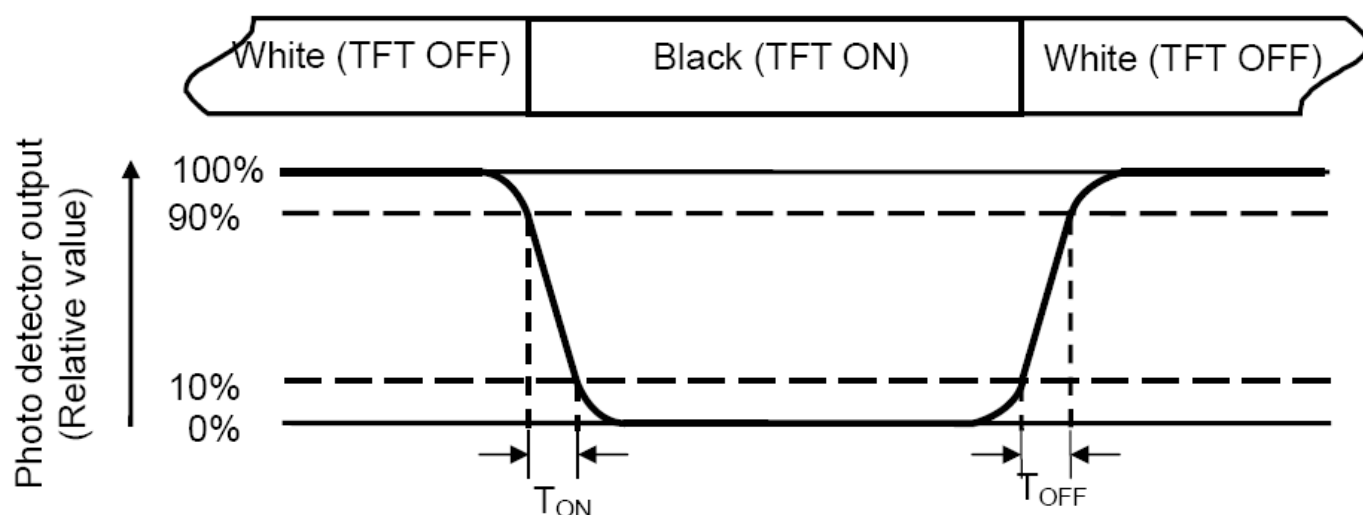 White (TFT OFF)
Black (TFT ON)
White (TFT OFF)
Photo detector output
(Relative value)
100%
90%
10%
0%
TON
TOFF